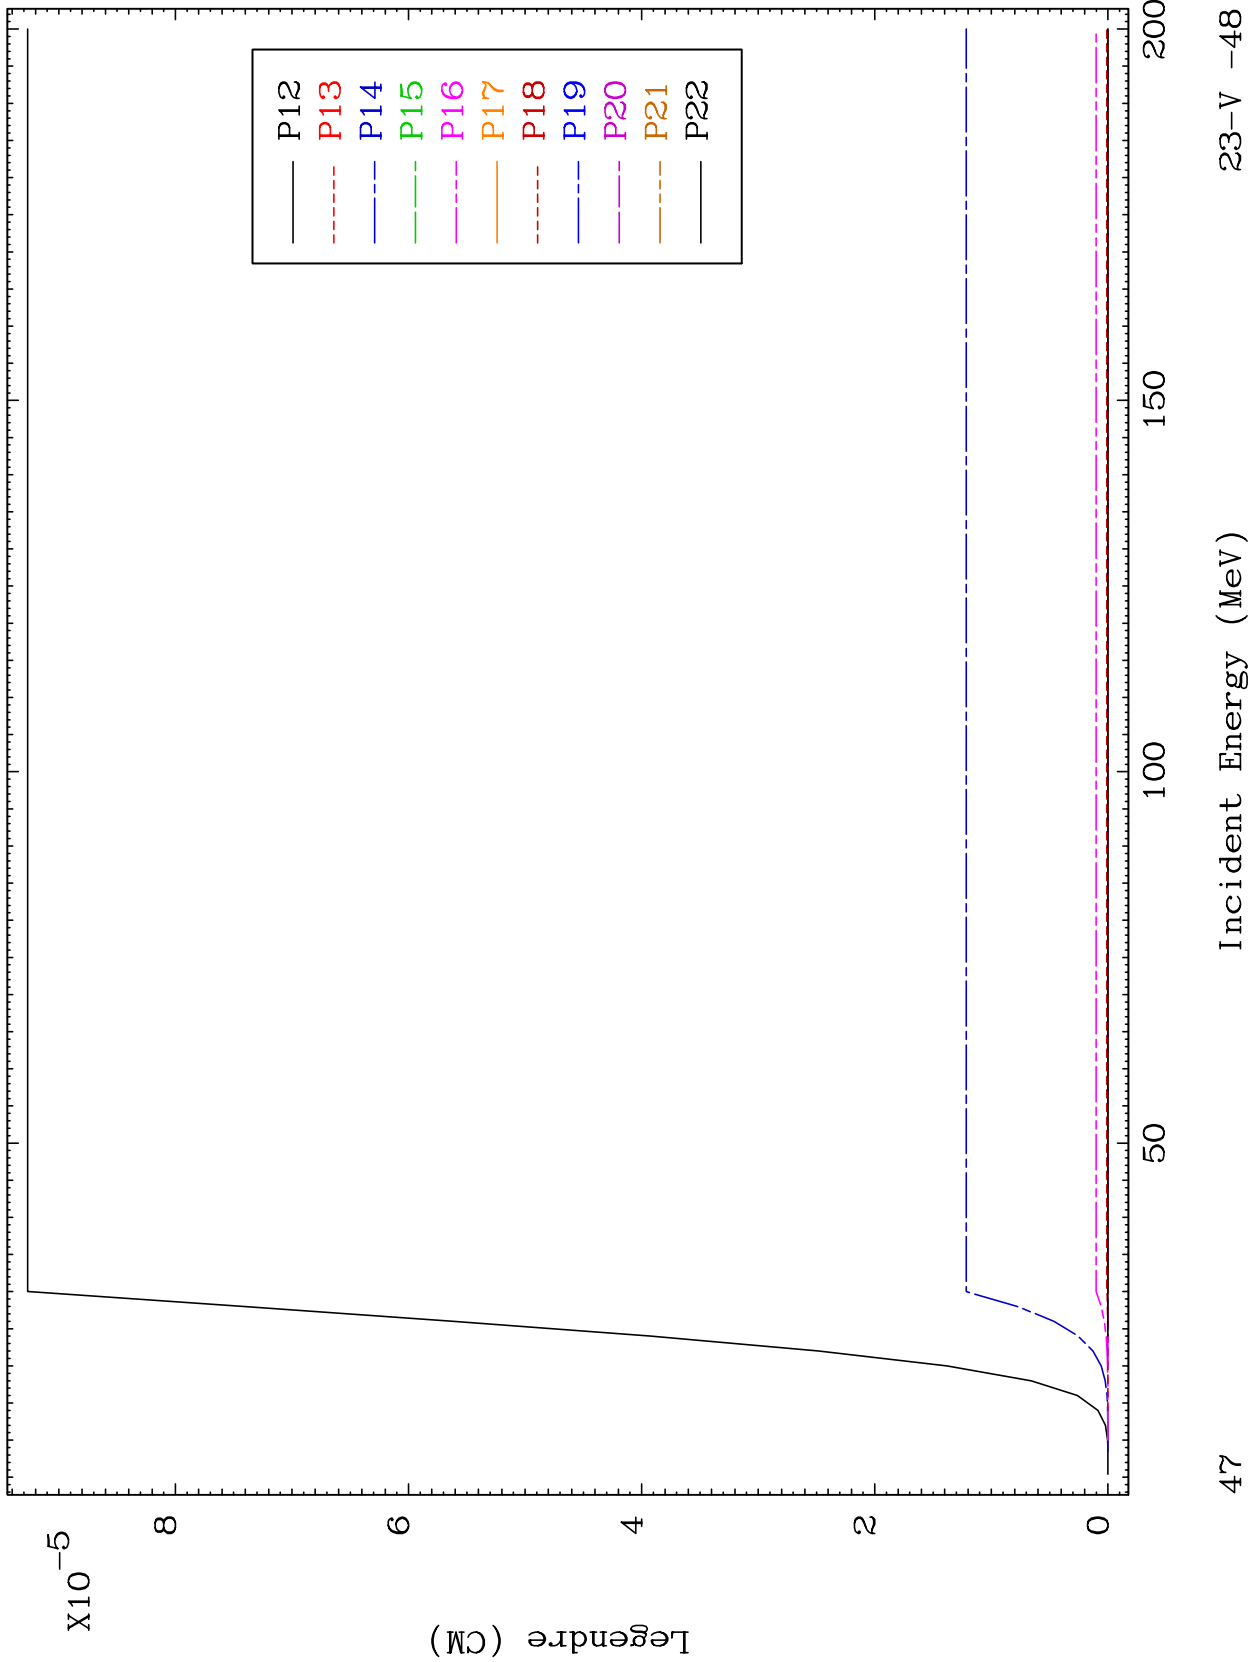 X10-5
8
6
4
2
0
Legendre (CM)
P12
P13
P14
P15
P16
P17
P18
P19
P20
P21
P22
50
100
150
200
Incident Energy (MeV)
47
23-V -48